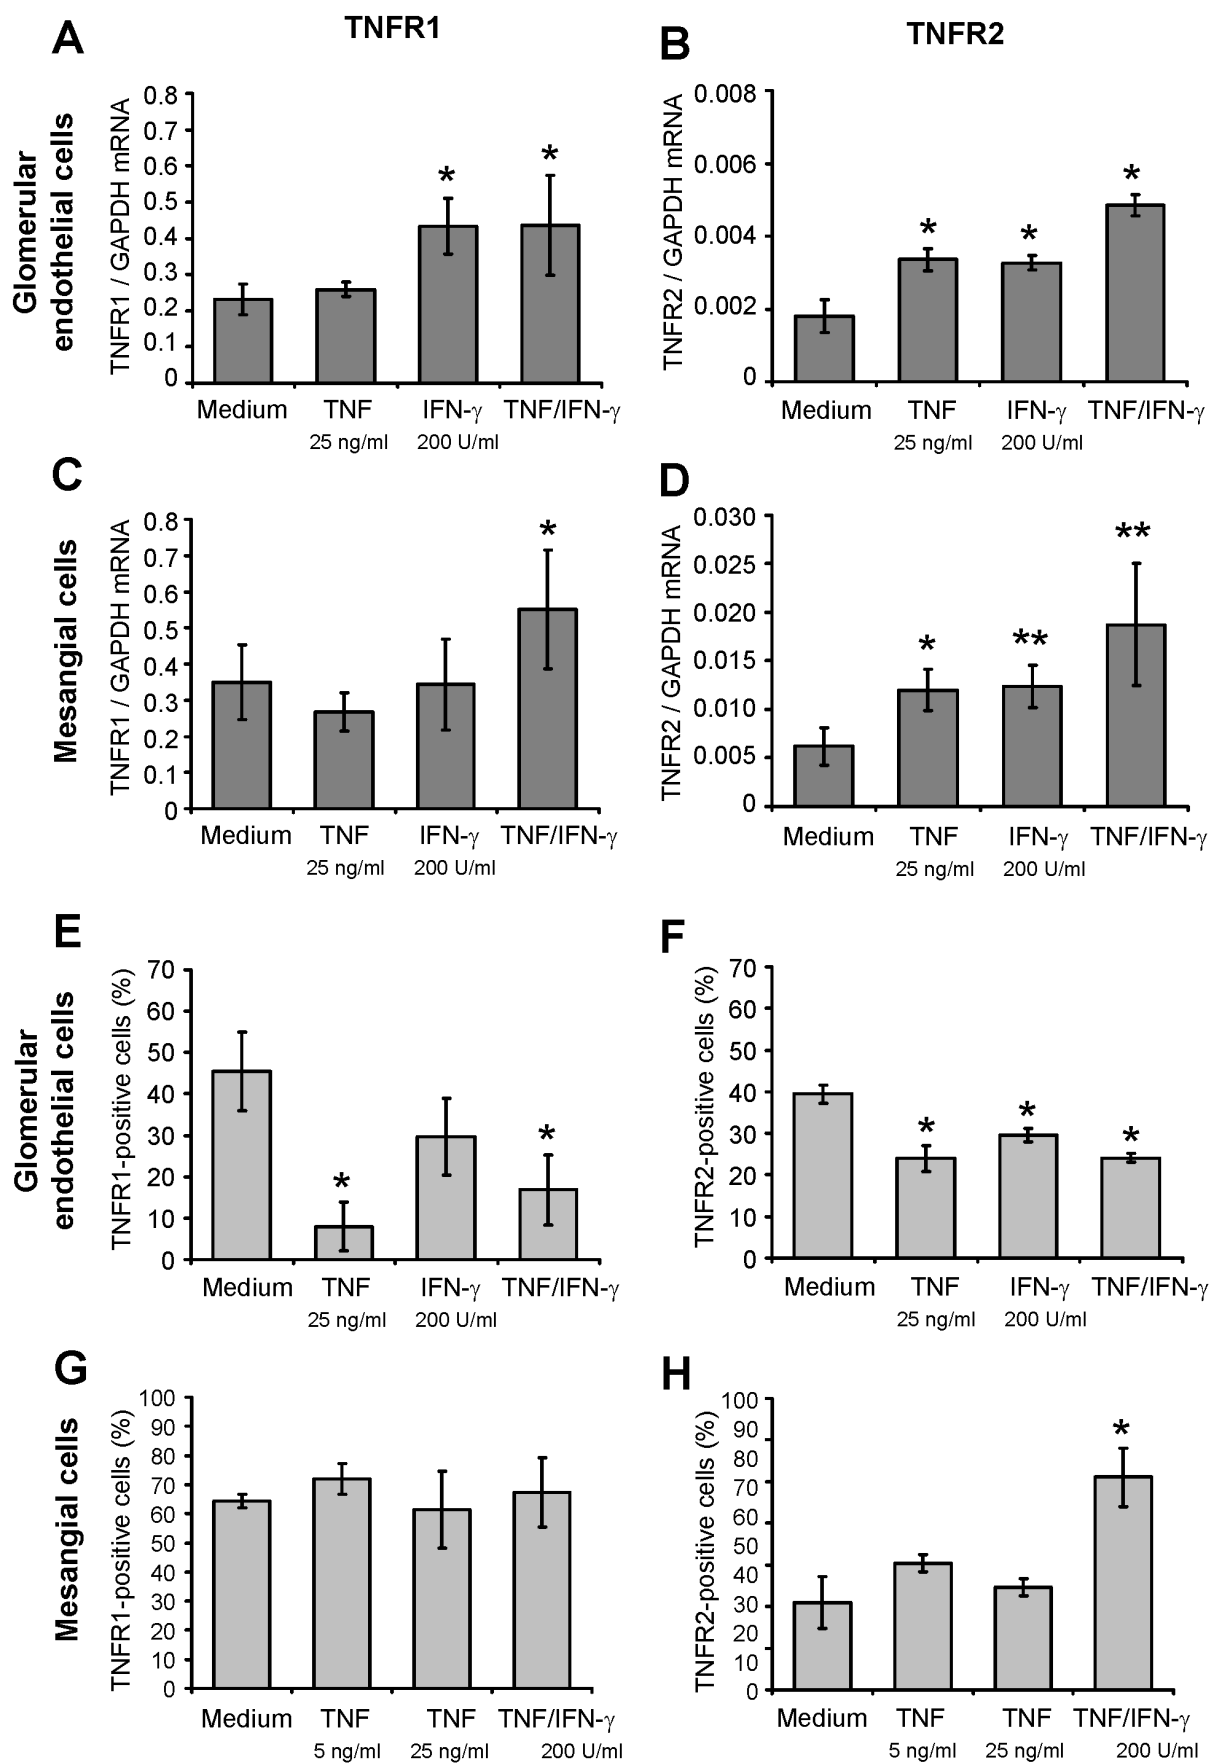 A
TNFR1
TNFR1 / GAPDH mRNA
0.8
0.7
0.6
0.5
0.4
0.3
0.2
0.1
0
*
*
Medium
TNF
IFN-γ
TNF/IFN-γ
25 ng/ml
200 U/ml
B
TNFR2
TNFR2 / GAPDH mRNA
0.008
0.006
0.004
0.002
0
*
*
*
Medium
TNF
IFN-γ
TNF/IFN-γ
25 ng/ml
200 U/ml
Glomerular
endothelial cells
C
TNFR1 / GAPDH mRNA
0.8
0.7
0.6
0.5
0.4
0.3
0.2
0.1
0
*
Medium
TNF
IFN-γ
TNF/IFN-γ
25 ng/ml
200 U/ml
D
TNFR2 / GAPDH mRNA
0.030
0.025
0.020
0.015
0.010
0.005
0
*
**
**
Medium
TNF
IFN-γ
TNF/IFN-γ
25 ng/ml
200 U/ml
Mesangial cells
E
TNFR1-positive cells (%)
70
60
50
40
30
20
10
0
*
*
Medium
TNF
IFN-γ
TNF/IFN-γ
25 ng/ml
200 U/ml
F
TNFR2-positive cells (%)
70
60
50
40
30
20
10
0
*
*
*
Medium
TNF
IFN-γ
TNF/IFN-γ
25 ng/ml
200 U/ml
Glomerular
endothelial cells
G
TNFR1-positive cells (%)
100
90
80
70
60
50
40
30
20
10
0
Medium
TNF
TNF
TNF/IFN-γ
5 ng/ml
25 ng/ml
200 U/ml
H
TNFR2-positive cells (%)
100
90
80
70
60
50
40
30
20
10
0
*
Medium
TNF
TNF
TNF/IFN-γ
5 ng/ml
25 ng/ml
200 U/ml
Mesangial cells